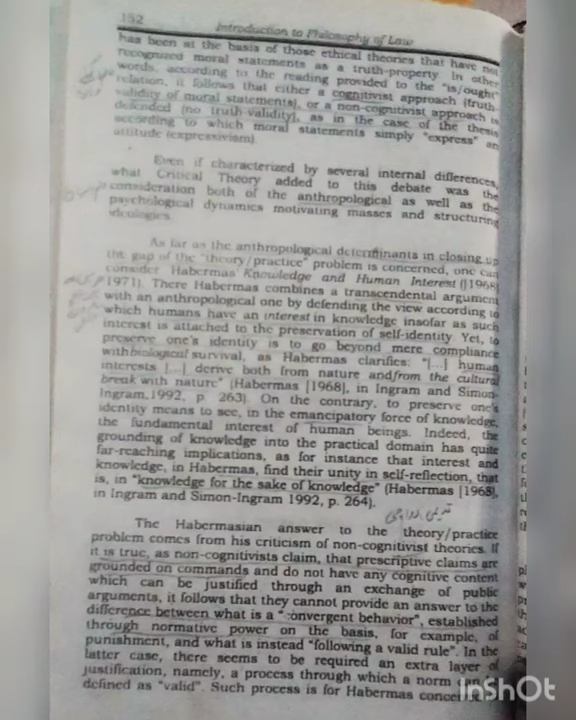 152
Introduction to Philosophy of Law
has been at the basis of those ethical theories that have not
recognized moral statements as a truth-property. In other
words, according to the reading provided to the "is/ought"
relation, it follows that either a cognitivist approach (truth-
validity of moral statements), or a non-cognitivist approach is
defended (no truth-validity), as in the case of the thesis
according to which moral statements simply "express" an
attitude (expressivism).
Even if characterized by several internal differences,
what Critical Theory added to this debate was the
consideration both of the anthropological as well as the
psychological dynamics motivating masses and structuring
ideologies.
As far as the anthropological determinants in closing up
the gap of the "theory/practice" problem is concerned, one can
consider Habermas' Knowledge and Human Interest ([1968]
1971). There Habermas combines a transcendental argument
with an anthropological one by defending the view according to
which humans have an interest in knowledge insofar as such
interest is attached to the preservation of self-identity. Yet, to
preserve one's identity is to go beyond mere compliance
with biological survival, as Habermas clarifies: "[...] human
interests [...] derive both from nature and from the cultural
break with nature" (Habermas [1968], in Ingram and Simon-
Ingram, 1992, p. 263). On the contrary, to preserve one's
identity means to see, in the emancipatory force of knowledge,
the fundamental interest of human beings. Indeed, the
grounding of knowledge into the practical domain has quite
far-reaching implications, as for instance that interest and
knowledge, in Habermas, find their unity in self-reflection, that
is, in "knowledge for the sake of knowledge" (Habermas [1968],
in Ingram and Simon-Ingram 1992, p. 264).
The Habermasian answer to the theory/practice
problem comes from his criticism of non-cognitivist theories. If
it is true, as non-cognitivists claim, that prescriptive claims are
grounded on commands and do not have any cognitive content
which can be justified through an exchange of public
arguments, it follows that they cannot provide an answer to the
difference between what is a "convergent behavior", established
through normative power on the basis, for example, of
punishment, and what is instead "following a valid rule". In the
latter case, there seems to be required an extra layer of
justification, namely, a process through which a norm can
defined as "valid". Such process is for Habermas
InShOt